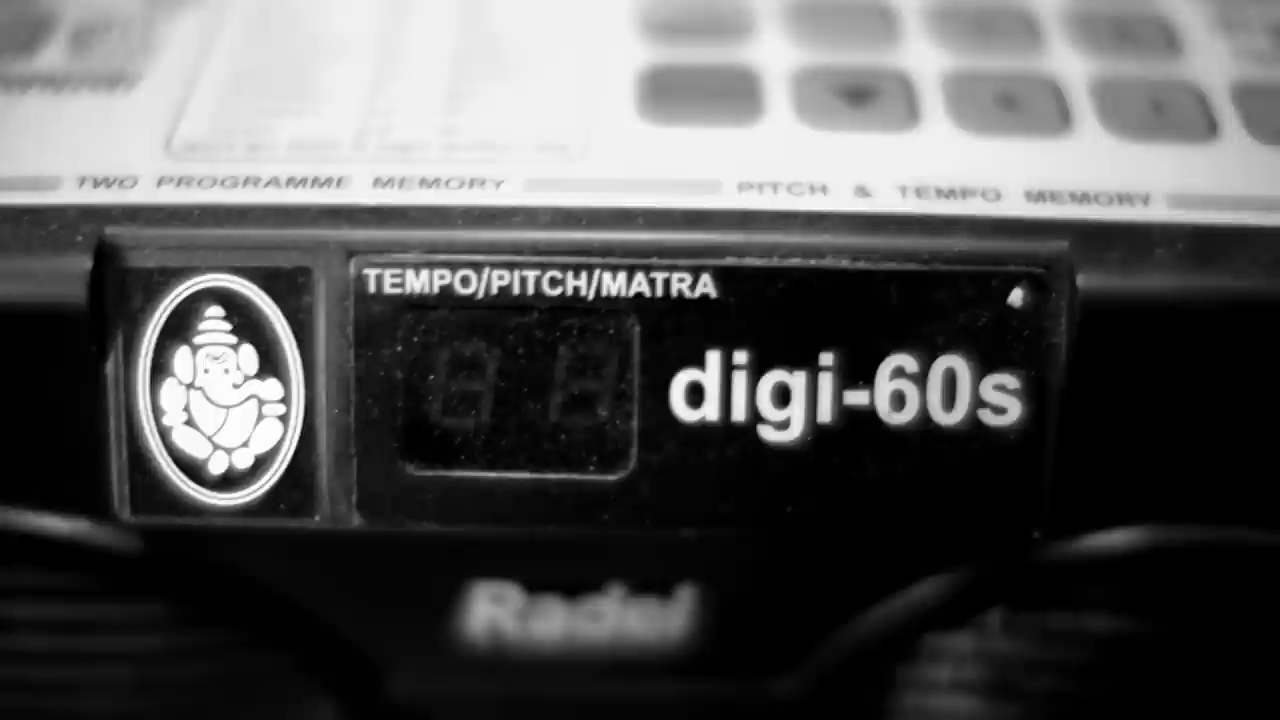 TWO PROGRAMME MEMORY
PITCH & TEMPO MEMORY
TEMPO/PITCH/MATRA
digi-60s
Radel